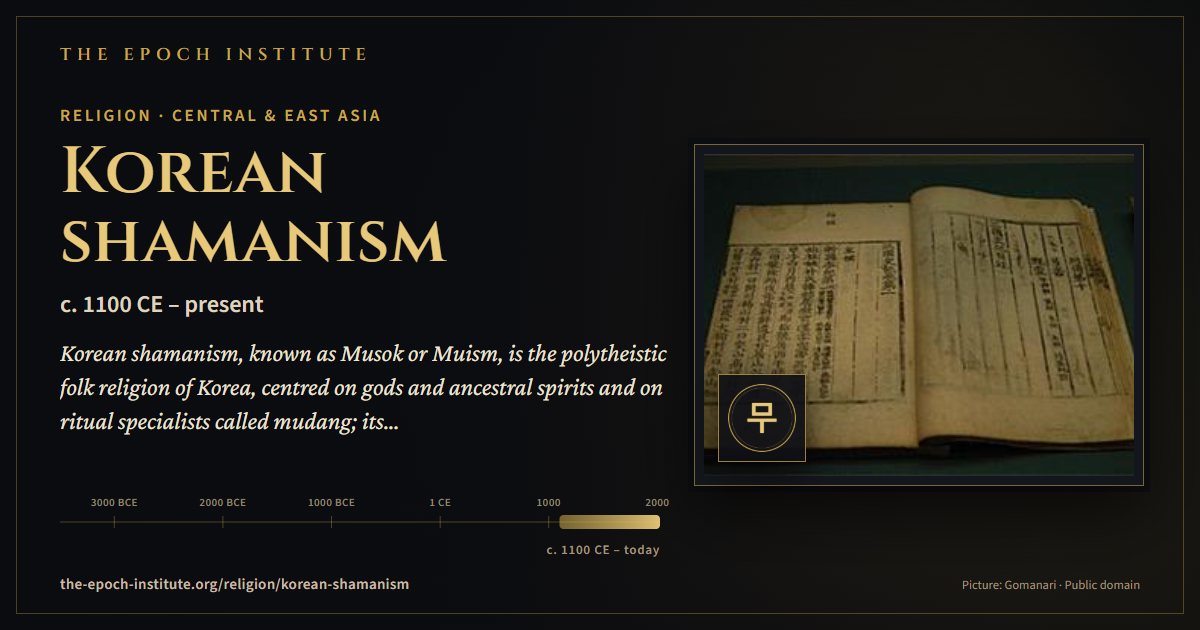 THE EPOCH INSTITUTE
RELIGION · CENTRAL & EAST ASIA
KOREAN
SHAMANISM
c. 1100 CE – present
Korean shamanism, known as Musok or Muism, is the polytheistic
folk religion of Korea, centred on gods and ancestral spirits and on
ritual specialists called mudang; its...
무
3000 BCE 2000 BCE 1000 BCE 1 CE 1000 2000
c. 1100 CE – today
the-epoch-institute.org/religion/korean-shamanism
Picture: Gomanari · Public domain